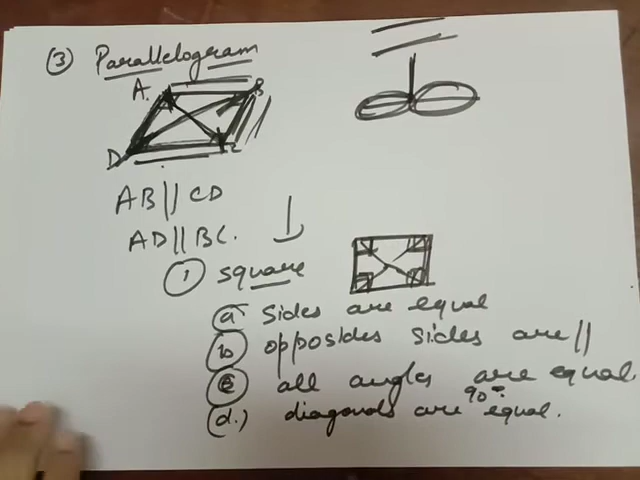 (3) Parallelogram
A. B
D C
AB || CD
AD || BC.
(1) square
(a) sides are equal
(b) opposides sides are //
(c) all angles are equal
90°.
(d.) diagonals are equal.